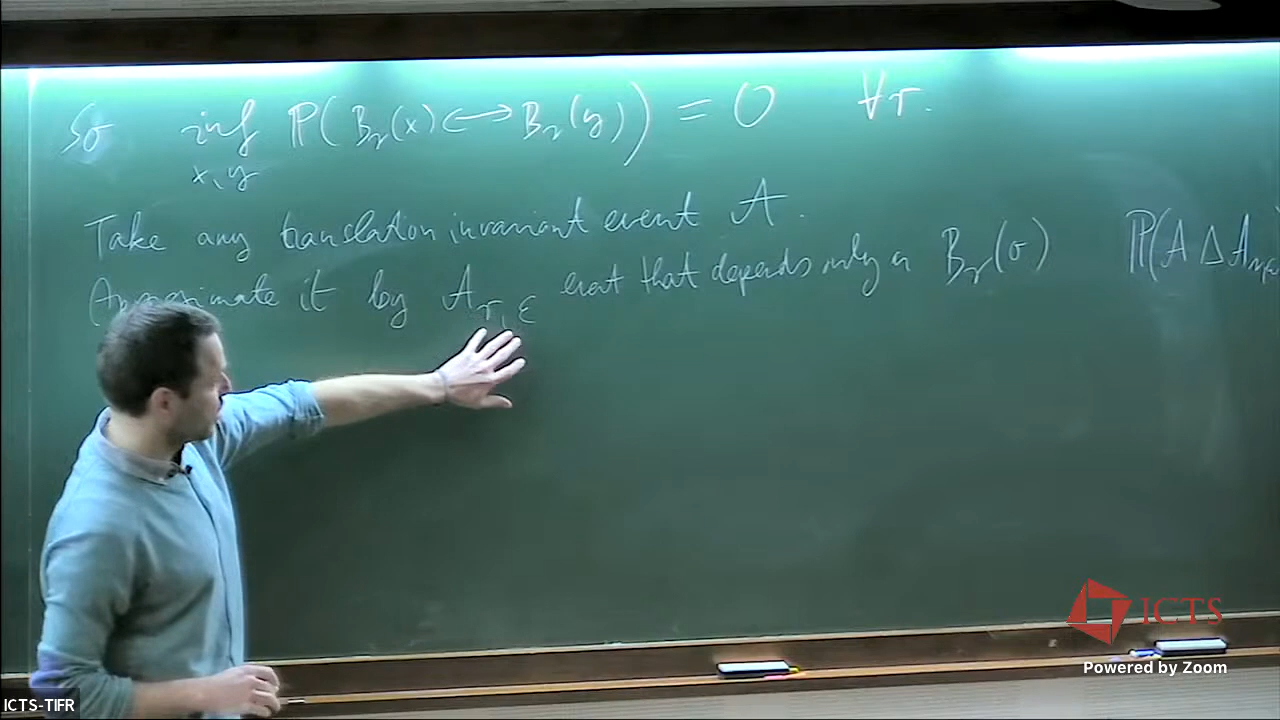 So inf P( B_r(x) ↔ B_r(y) ) = 0 ∀r.
x, y
Take any translation invariant event A.
Approximate it by A_{r, ε} event that depends only on B_r(o) P(A Δ A_{r, ε}
ICTS
Powered by Zoom
ICTS-TIFR